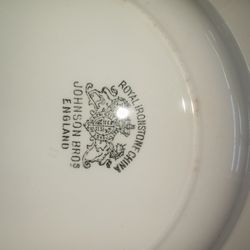 ROYAL IRONSTONE CHINA
JOHNSON BROS
ENGLAND